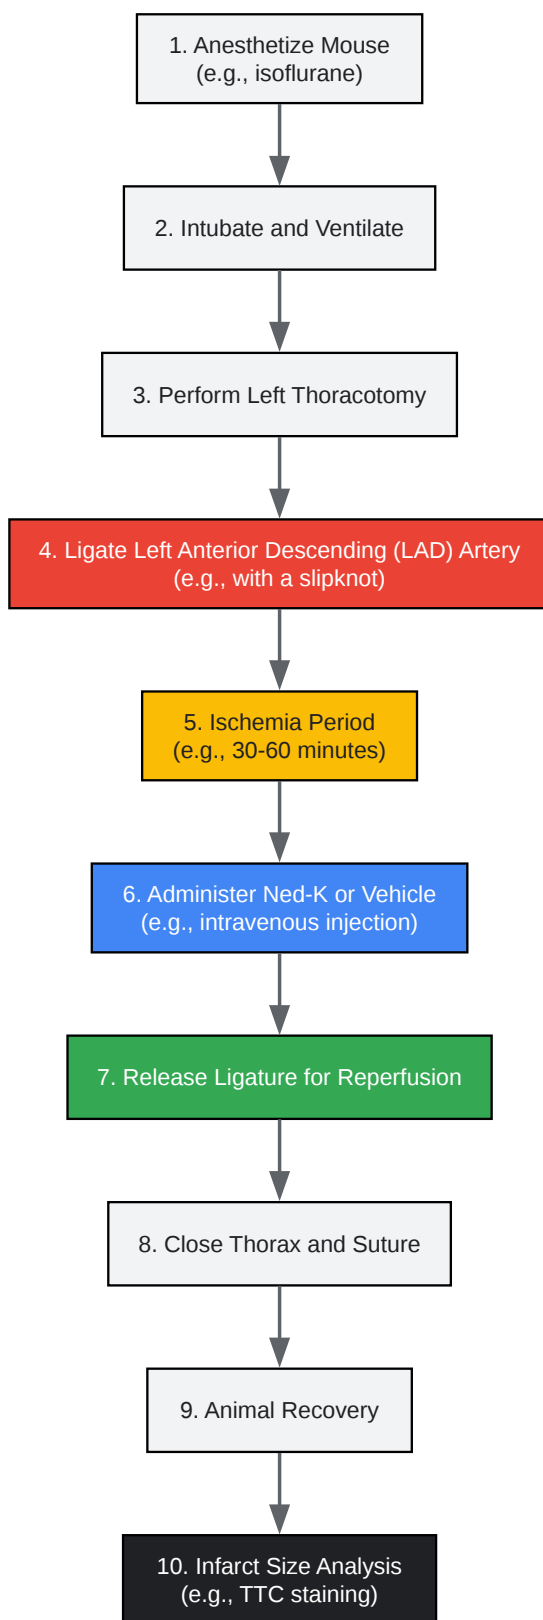 1. Anesthetize Mouse
(e.g., isoflurane)
2. Intubate and Ventilate
3. Perform Left Thoracotomy
4. Ligate Left Anterior Descending (LAD) Artery
(e.g., with a slipknot)
5. Ischemia Period
(e.g., 30-60 minutes)
6. Administer Ned-K or Vehicle
(e.g., intravenous injection)
7. Release Ligature for Reperfusion
8. Close Thorax and Suture
9. Animal Recovery
10. Infarct Size Analysis
(e.g., TTC staining)